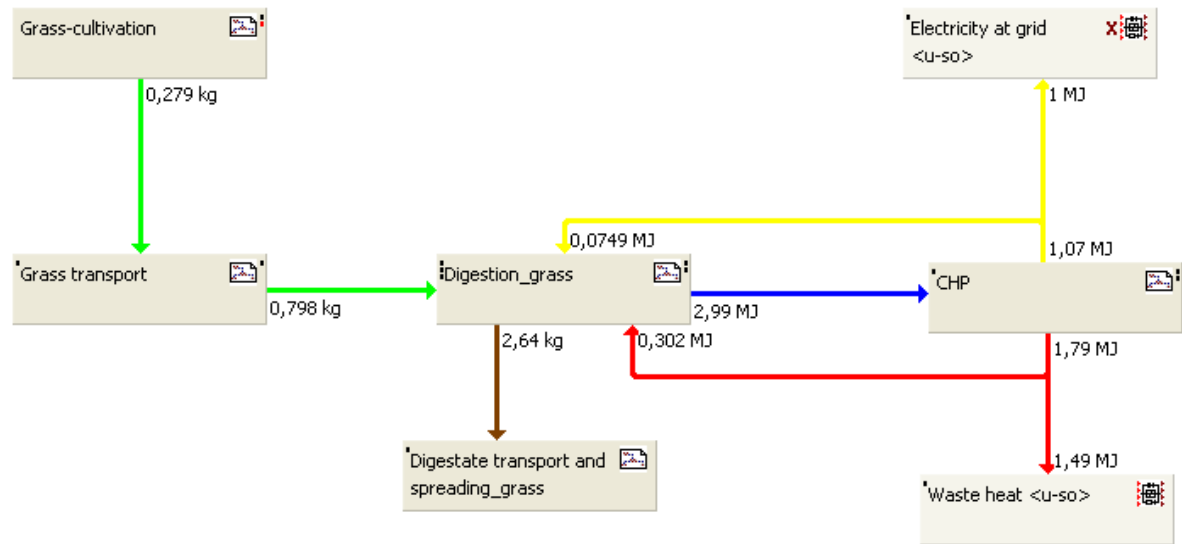 Grass-cultivation
Electricity at grid
<u-so>
X
0,279 kg
1 MJ
0,0749 MJ
1,07 MJ
Grass transport
Digestion_grass
CHP
0,798 kg
2,99 MJ
2,64 kg
0,302 MJ
1,79 MJ
Digestate transport and
spreading_grass
1,49 MJ
Waste heat <u-so>